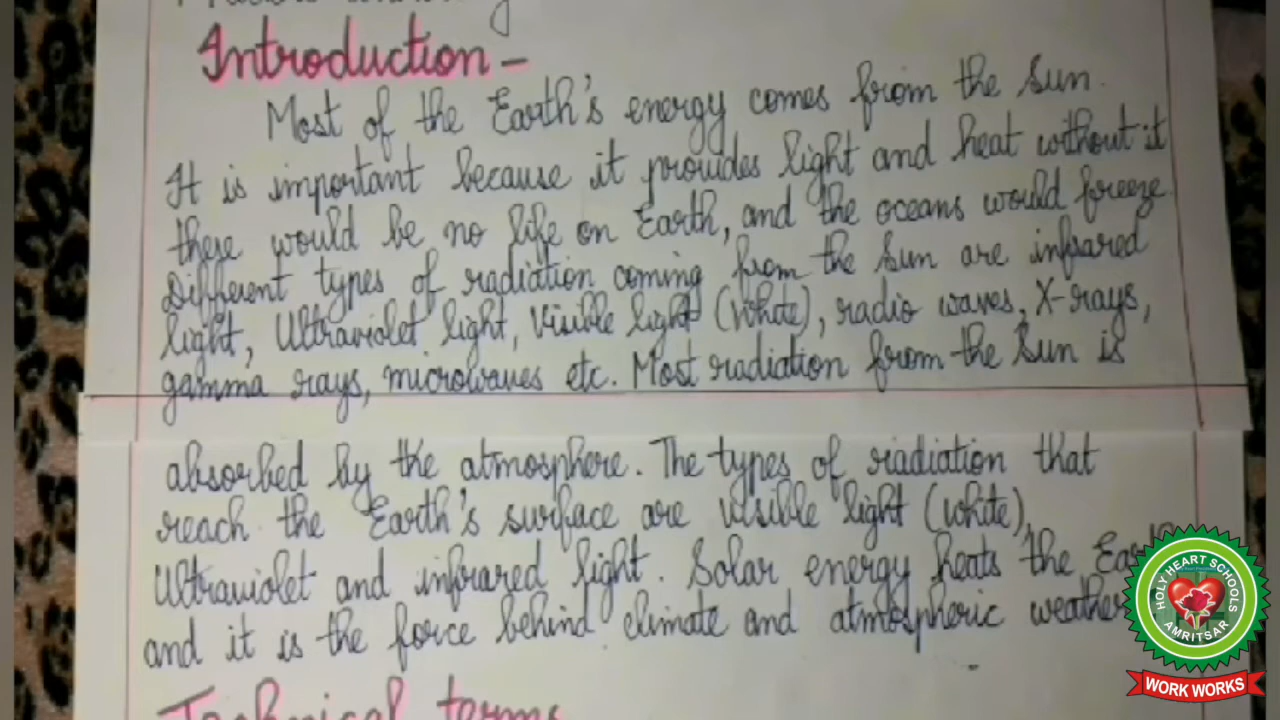 Introduction -
Most of the Earth's energy comes from the Sun.
It is important because it provides light and heat without it
there would be no life on Earth, and the oceans would freeze.
Different types of radiation coming from the Sun are infrared
light, Ultraviolet light, Visible light (White), radio waves, X-rays,
gamma rays, microwaves etc. Most radiation from the Sun is
absorbed by the atmosphere. The types of radiation that
reach the Earth's surface are visible light (White),
Ultraviolet and infrared light. Solar energy heats the
and it is the force behind climate and atmospheric weather
Technical terms
HOLY HEART SCHOOLS
AMRITSAR
WORK WORKS